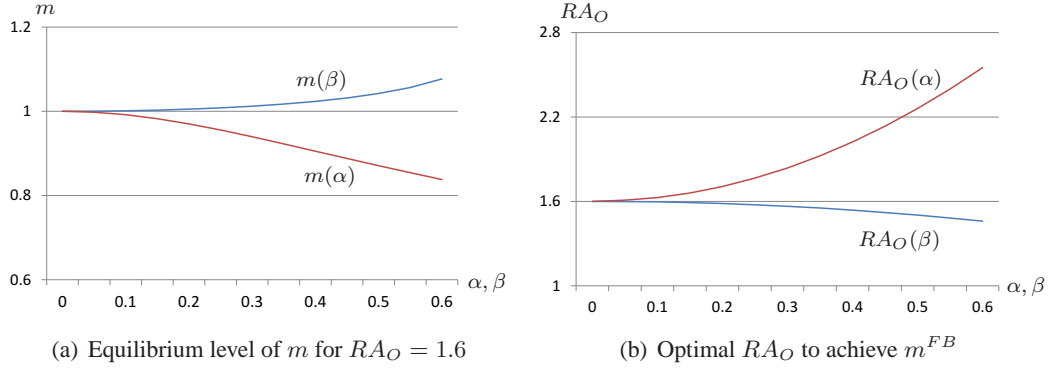 m
1.2
1
0.8
0.6
m(β)
m(α)
0 0.1 0.2 0.3 0.4 0.5 0.6
α, β
(a) Equilibrium level of m for RA_O = 1.6
RA_O
2.8
2.2
1.6
1
RA_O(α)
RA_O(β)
0 0.1 0.2 0.3 0.4 0.5 0.6
α, β
(b) Optimal RA_O to achieve m^{FB}